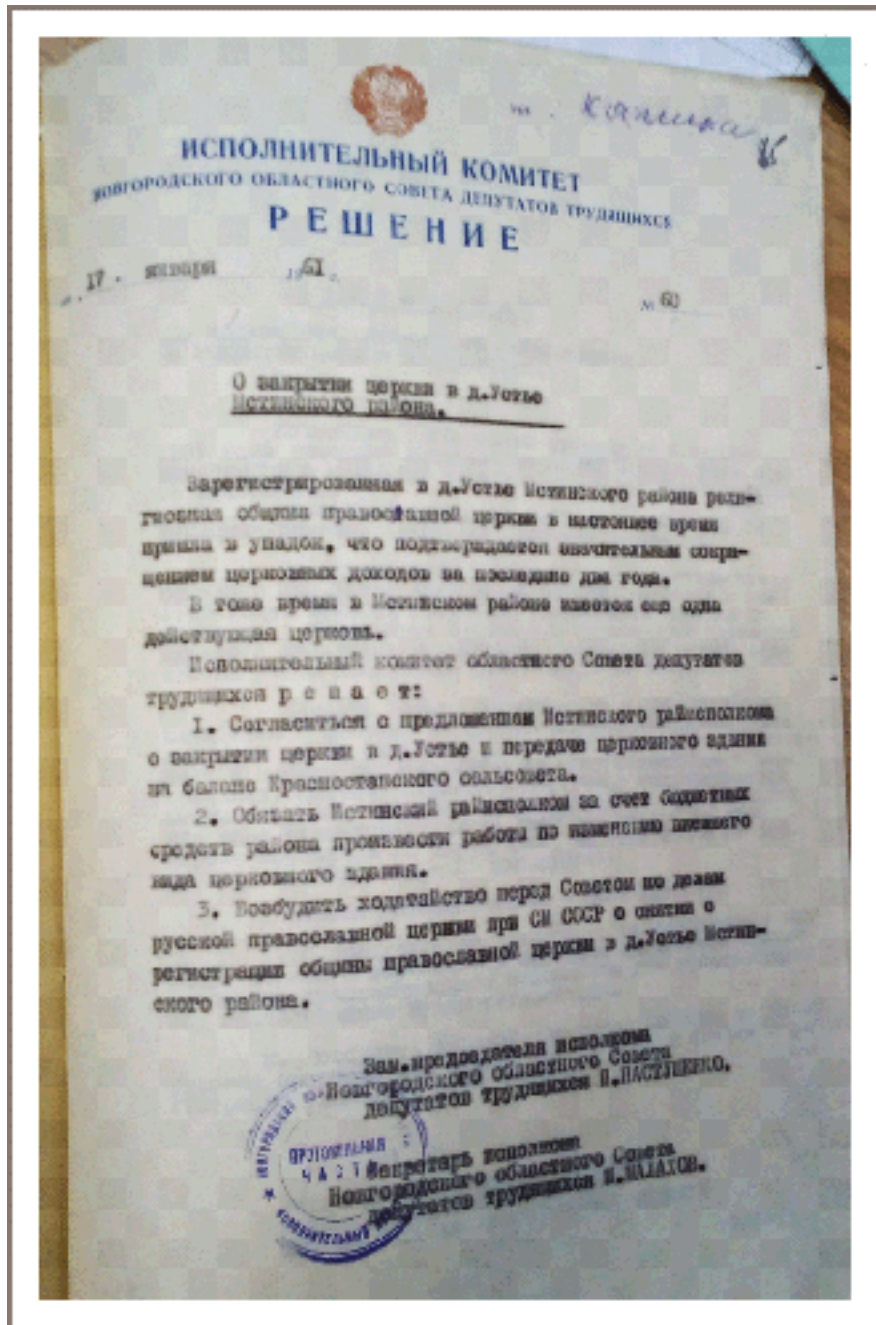 Калина
ИСПОЛНИТЕЛЬНЫЙ КОМИТЕТ
НОВГОРОДСКОГО ОБЛАСТНОГО СОВЕТА ДЕПУТАТОВ ТРУДЯЩИХСЯ
РЕШЕНИЕ
17 . января 1961 г.
№ 60
О закрытии церкви в д.Устье
Мстинского района.
Зарегистрированная в д.Устье Мстинского района рели-
гиозная община православной церкви в настоящее время
пришла в упадок, что подтверждается значительным сокра-
щением церковных доходов за последние два года.
В тоже время в Мстинском районе имеется еще одна
действующая церковь.
Исполнительный комитет областного Совета депутатов
трудящихся р е ш а е т:
1. Согласиться с предложением Мстинского райисполкома
о закрытии церкви в д.Устье и передаче церковного здания
на баланс Красностанского сельсовета.
2. Обязать Мстинский райисполком за счет бюджетных
средств района произвести работы по изменению внешнего
вида церковного здания.
3. Возбудить ходатайство перед Советом по делам
русской православной церкви при СМ СССР о снятии с
регистрации общины православной церкви в д.Устье Мстин-
ского района.
Зам.председателя исполкома
Новгородского областного Совета
депутатов трудящихся
Секретарь исполкома
Новгородского областного Совета
депутатов трудящихся М.МАЛАХОВ.
ПРОТОКОЛЬНАЯ
ЧАСТЬ